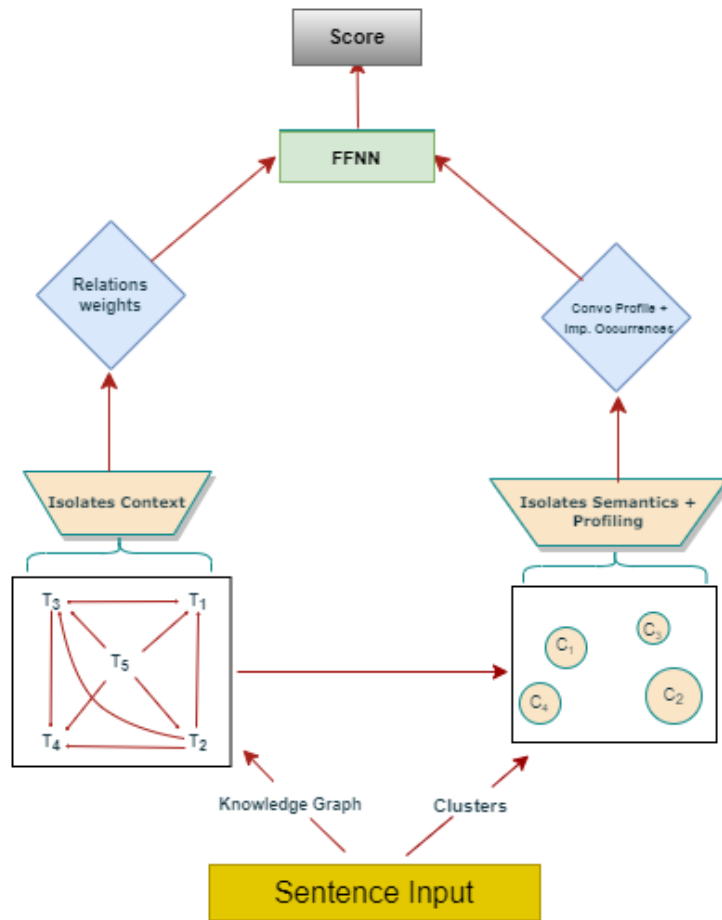 Score
FFNN
Relations
weights
Convo Profile +
Imp. Occurrences
Isolates Context
Isolates Semantics +
Profiling
T3 T1
T5
T4 T2
C3
C1
C2
C4
Knowledge Graph
Clusters
Sentence Input